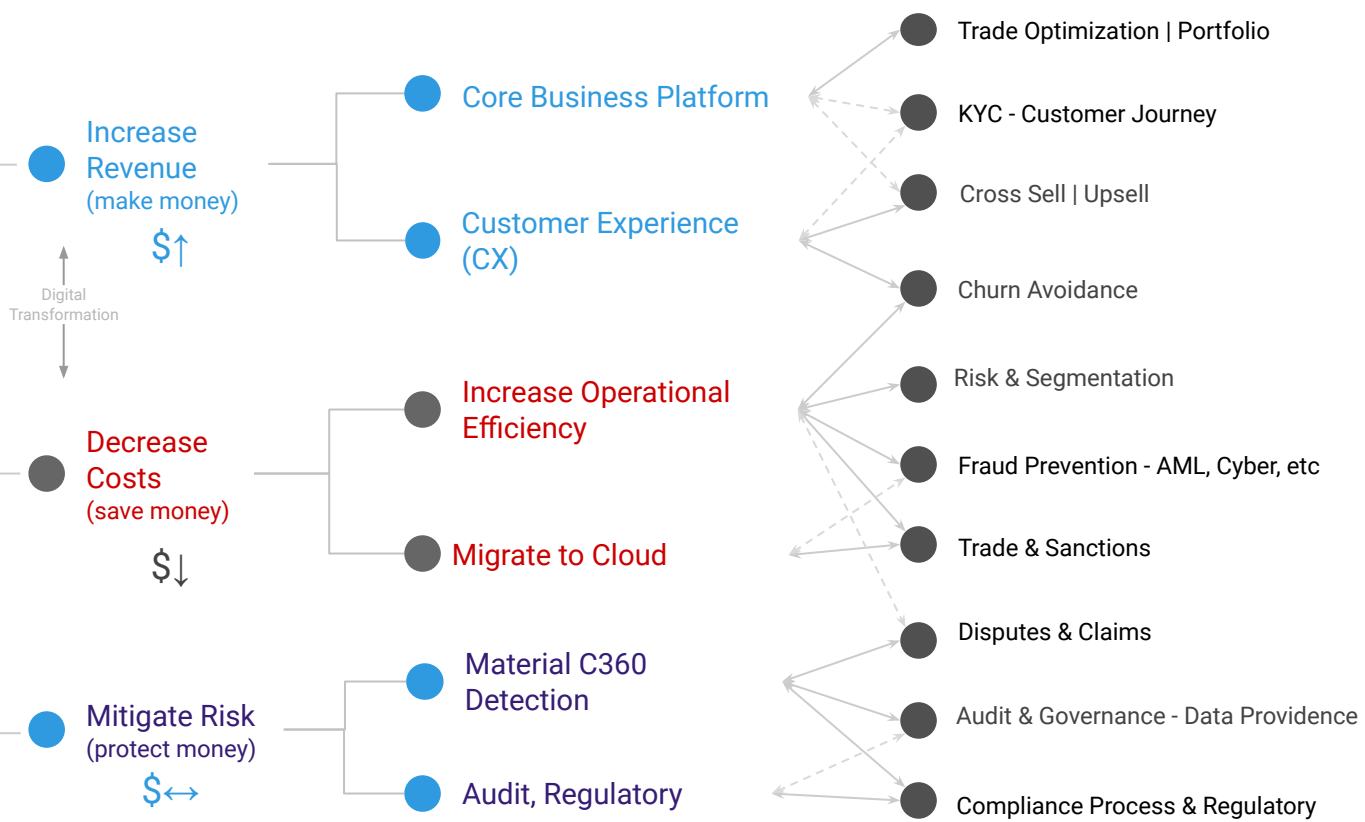 Increase
Revenue
(make money)
$↑
Digital
Transformation
Decrease
Costs
(save money)
$↓
Mitigate Risk
(protect money)
$↔
Core Business Platform
Customer Experience
(CX)
Increase Operational
Efficiency
Migrate to Cloud
Material C360
Detection
Audit, Regulatory
Trade Optimization | Portfolio
KYC - Customer Journey
Cross Sell | Upsell
Churn Avoidance
Risk & Segmentation
Fraud Prevention - AML, Cyber, etc
Trade & Sanctions
Disputes & Claims
Audit & Governance - Data Providence
Compliance Process & Regulatory